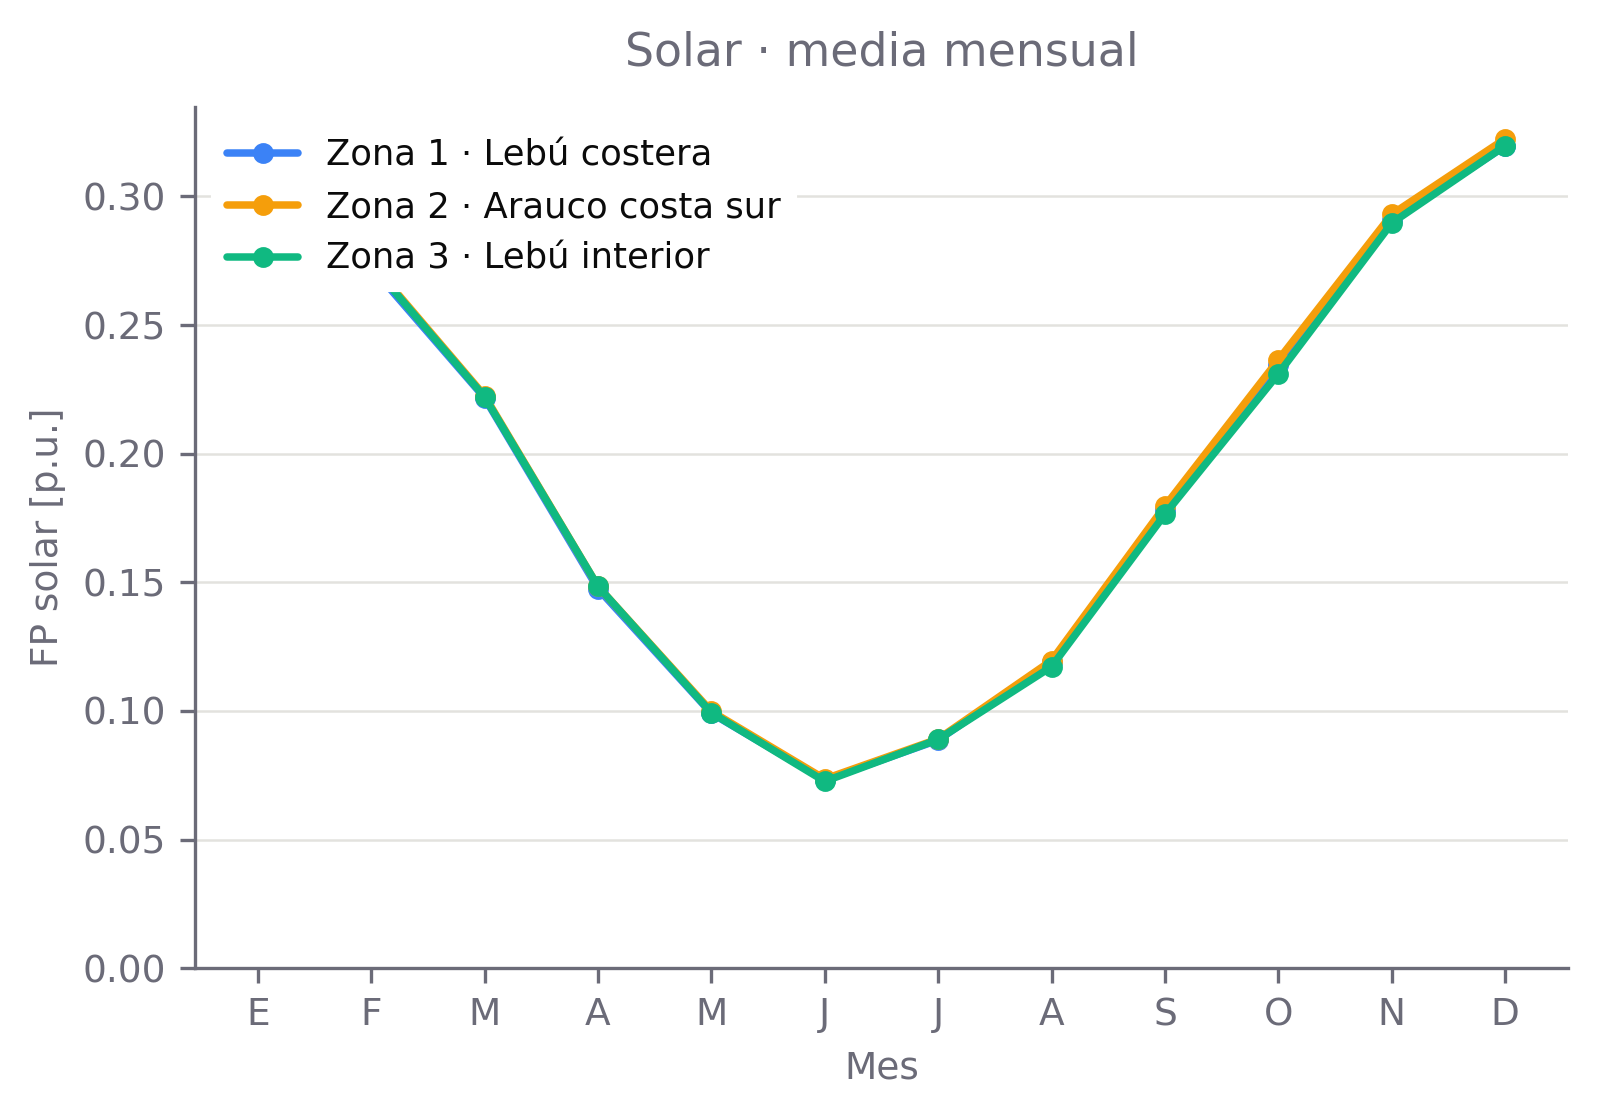 Solar · media mensual
Zona 1 · Lebú costera
Zona 2 · Arauco costa sur
Zona 3 · Lebú interior
FP solar [p.u.]
0.30
0.25
0.20
0.15
0.10
0.05
0.00
E F M A M J J A S O N D
Mes